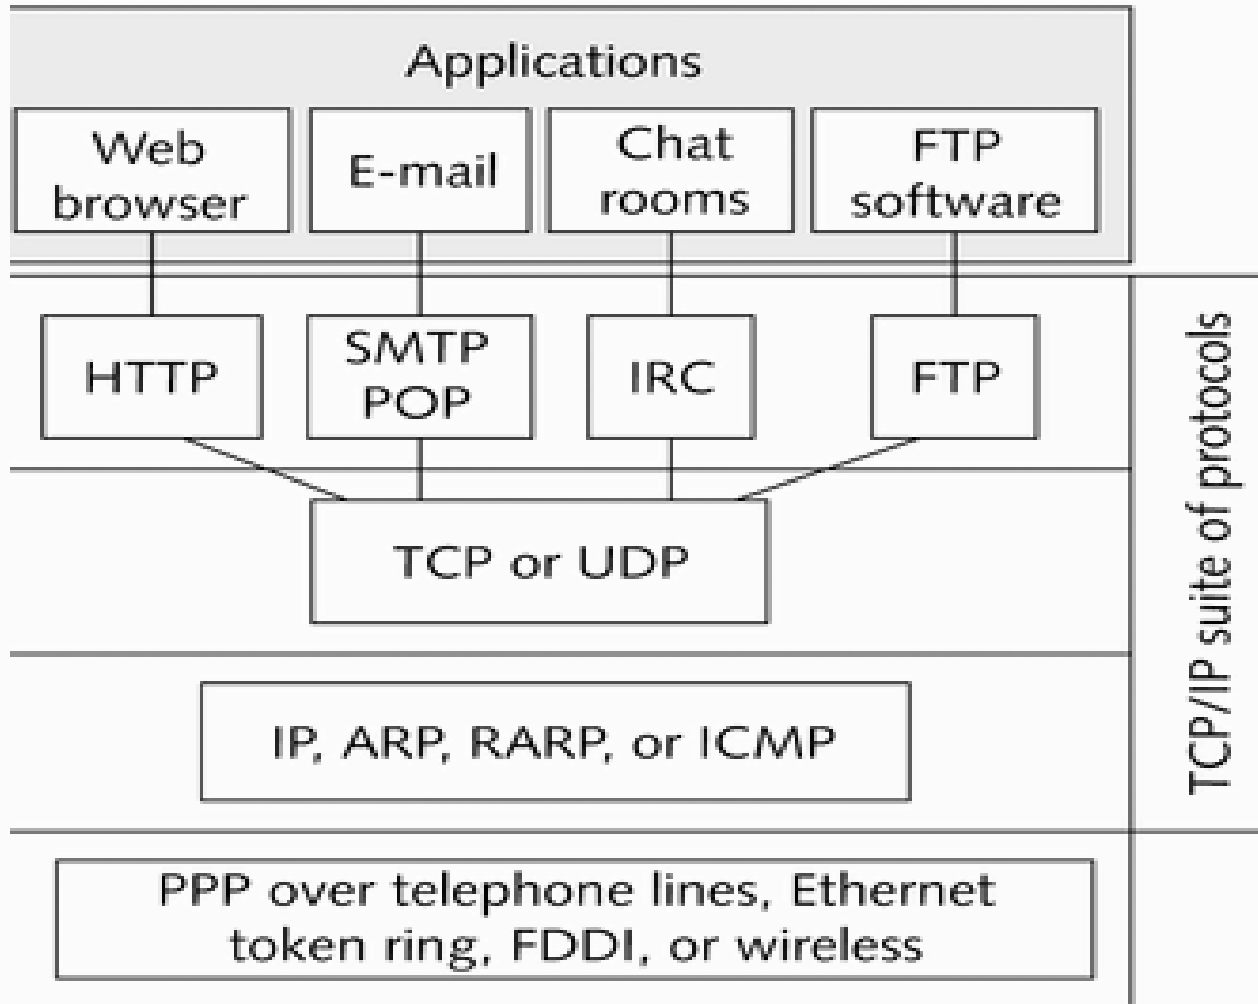 Applications
Web
browser
E-mail
Chat
rooms
FTP
software
HTTP
SMTP
POP
IRC
FTP
TCP or UDP
IP, ARP, RARP, or ICMP
PPP over telephone lines, Ethernet
token ring, FDDI, or wireless
TCP/IP suite of protocols